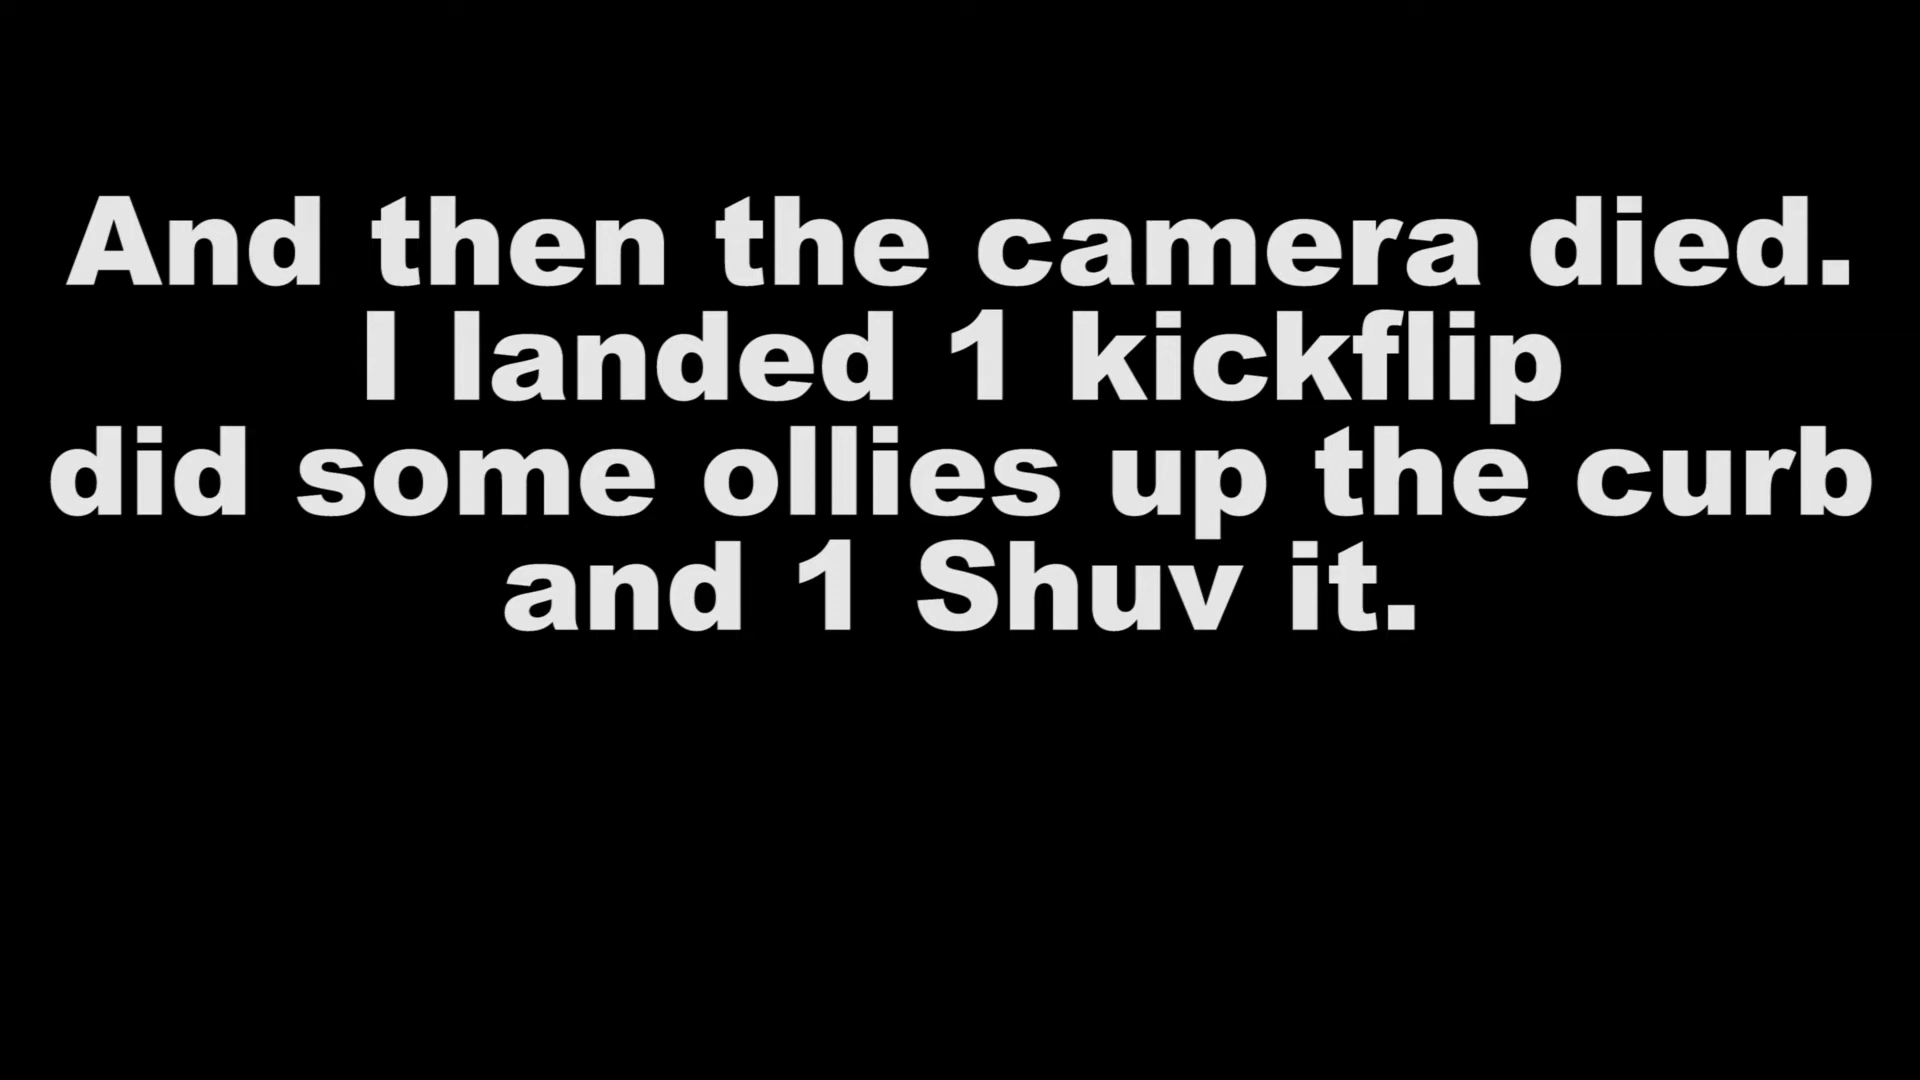 And then the camera died.
I landed 1 kickflip
did some ollies up the curb
and 1 Shuv it.